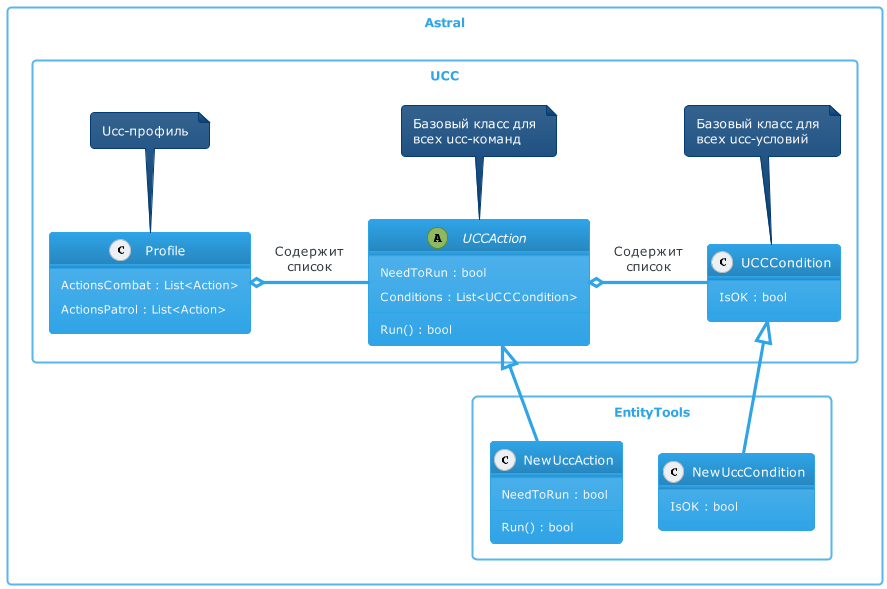 Astral
UCC
Ucc-профиль
Базовый класс для
всех ucc-команд
Базовый класс для
всех ucc-условий
C Profile
ActionsCombat : List<Action>
ActionsPatrol : List<Action>
Содержит
список
A UCCAction
NeedToRun : bool
Conditions : List<UCCCondition>
Run() : bool
Содержит
список
C UCCCondition
IsOK : bool
EntityTools
C NewUccAction
NeedToRun : bool
Run() : bool
C NewUccCondition
IsOK : bool